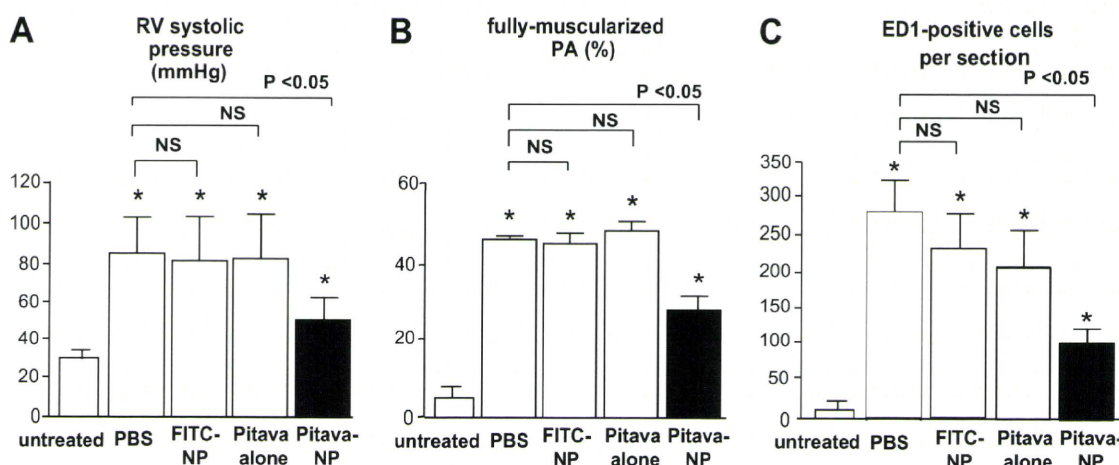 A
RV systolic
pressure
(mmHg)
P <0.05
NS
NS
120
100
80
60
40
20
0
* * * *
untreated PBS FITC- Pitava Pitava-
NP alone NP
B
fully-muscularized
PA (%)
P <0.05
NS
NS
60
40
20
0
* * * *
untreated PBS FITC- Pitava Pitava-
NP alone NP
C
ED1-positive cells
per section
P <0.05
NS
NS
350
300
250
200
150
100
50
0
* * * *
untreated PBS FITC- Pitava Pitava-
NP alone NP